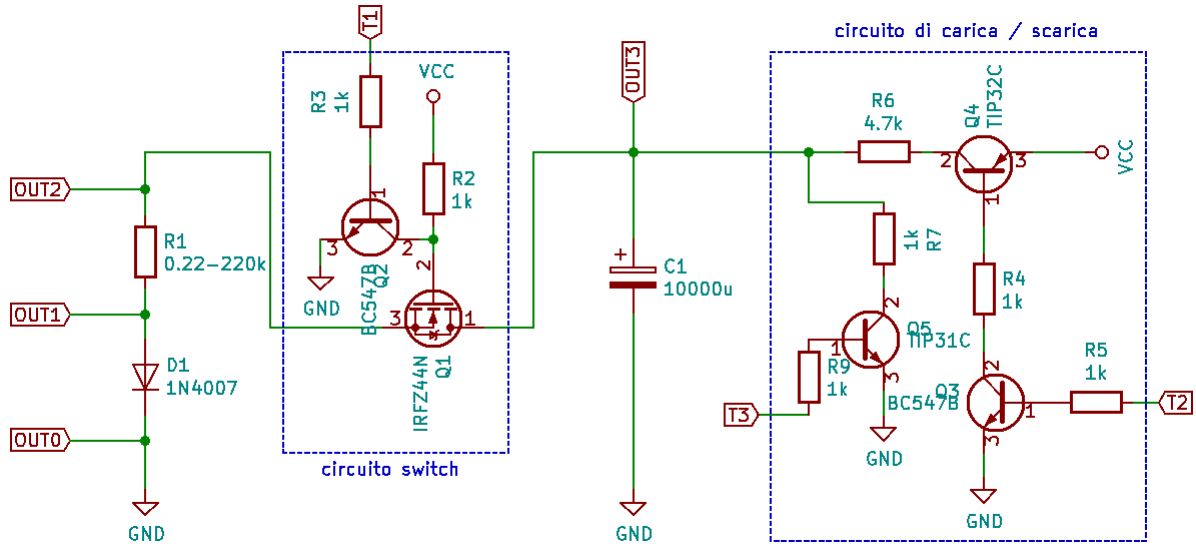 circuito di carica / scarica
T1
OUT3
VCC
R3
1k
R6
4.7k
Q4
TIP32C
2
3
1
VCC
OUT2
R2
1k
1
3
2
R1
0.22-220k
GND
BC547B
Q2
2
1k
R7
C1
10000u
+
R4
1k
OUT1
3
1
IRFZ44N
Q1
2
Q5
TIP31C
1
3
D1
1N4007
R9
1k
T3
Q3
BC547B
2
1
3
R5
1k
T2
OUT0
circuito switch
GND
GND
GND
GND